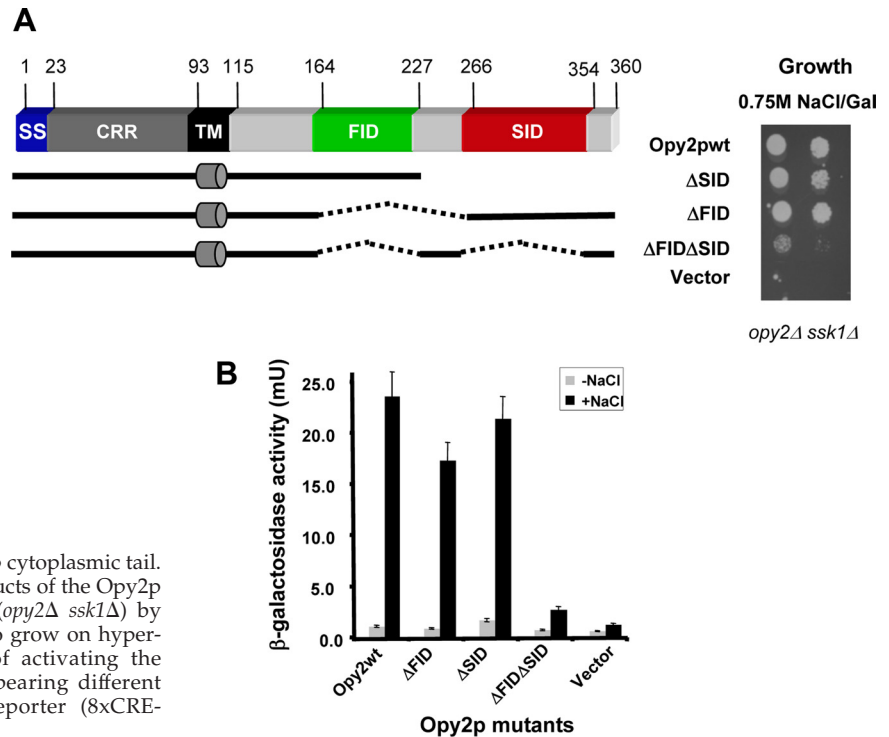 A
1 23 93 115 164 227 266 354 360
SS CRR TM FID SID
Growth
0.75M NaCl/Gal
Opy2pwt
ΔSID
ΔFID
ΔFIDΔSID
Vector
opy2Δ ssk1Δ
B
β-galactosidase activity (mU)
25.0
20.0
15.0
10.0
5.0
0.0
-NaCl
+NaCl
Opy2wt
ΔFID
ΔSID
ΔFIDΔSID
Vector
Opy2p mutants
cytoplasmic tail.
ucts of the Opy2p
(opy2Δ ssk1Δ) by
o grow on hyper-
of activating the
bearing different
eporter (8xCRE-